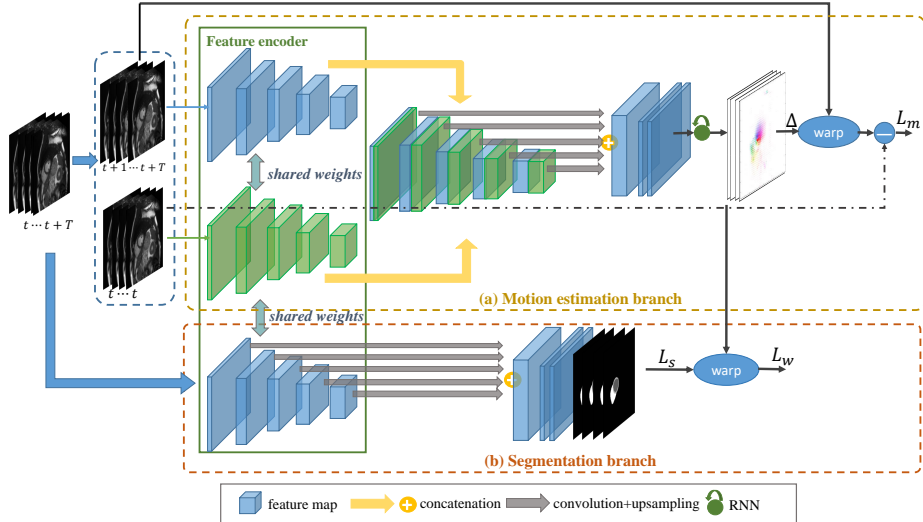 Feature encoder
t + 1 ⋯ t + T
Δ
warp
L_m
shared weights
t ⋯ t + T
t ⋯ t
(a) Motion estimation branch
shared weights
L_s
warp
L_w
(b) Segmentation branch
feature map
concatenation
convolution+upsampling
RNN